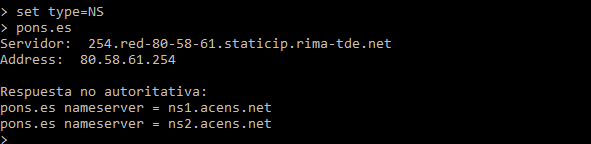 > set type=NS
> pons.es
Servidor:  254.red-80-58-61.staticip.rima-tde.net
Address:  80.58.61.254

Respuesta no autoritativa:
pons.es nameserver = ns1.acens.net
pons.es nameserver = ns2.acens.net
>